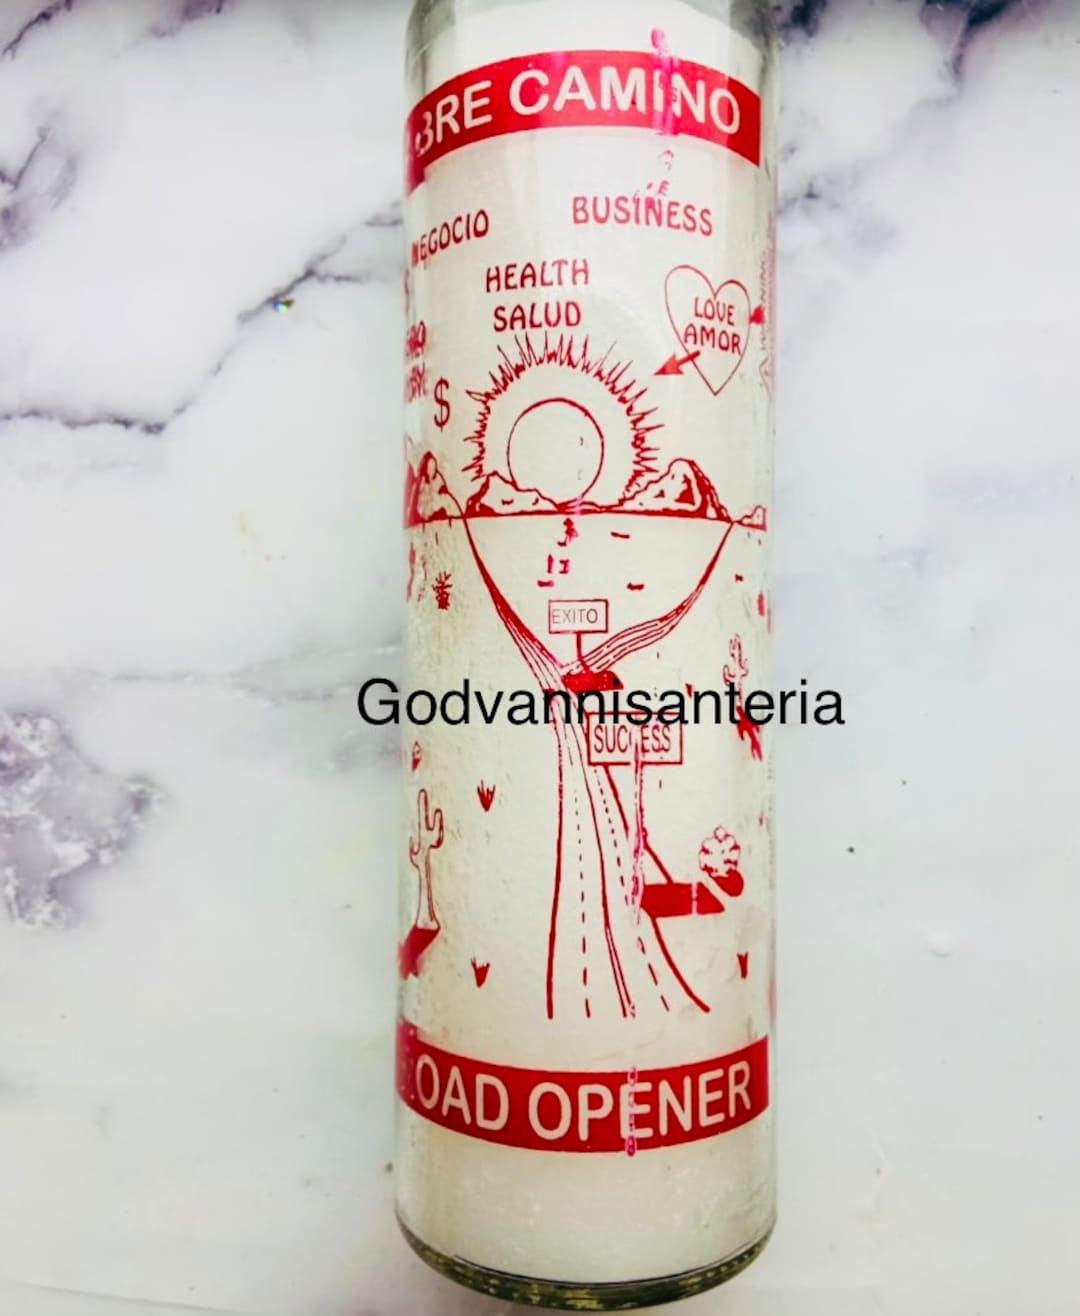 BRE CAMINO
NEGOCIO
BUSINESS
HEALTH
SALUD
LOVE
AMOR
$
EXITO
Godvannisanteria
SUCCESS
OAD OPENER